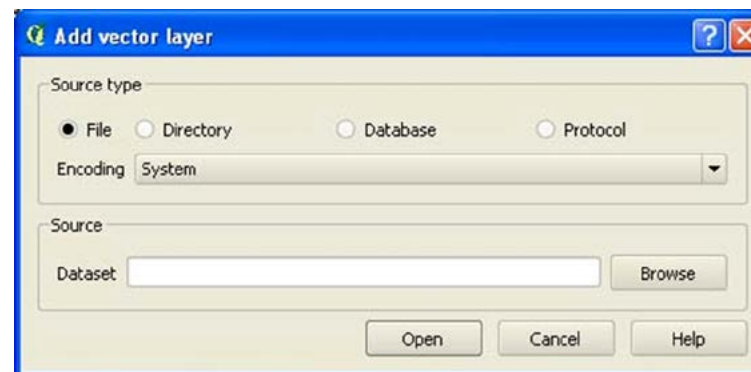 Add vector layer
Source type
File Directory Database Protocol
Encoding System
Source
Dataset Browse
Open Cancel Help